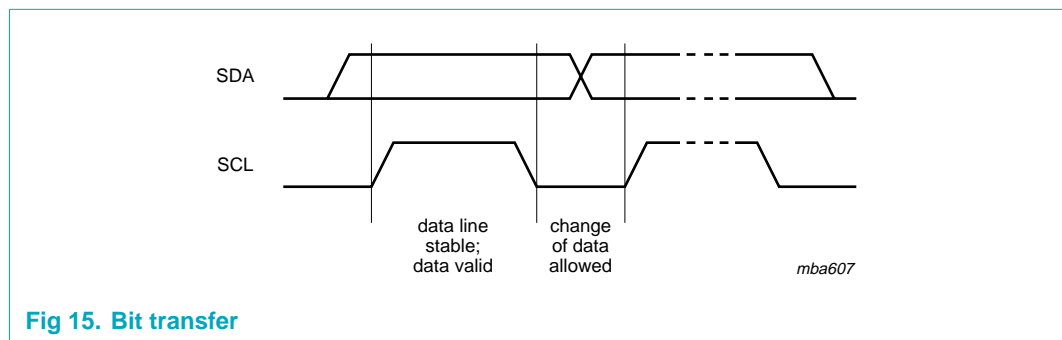 SDA
SCL
data line
stable;
data valid
change
of data
allowed
mba607
Fig 15. Bit transfer